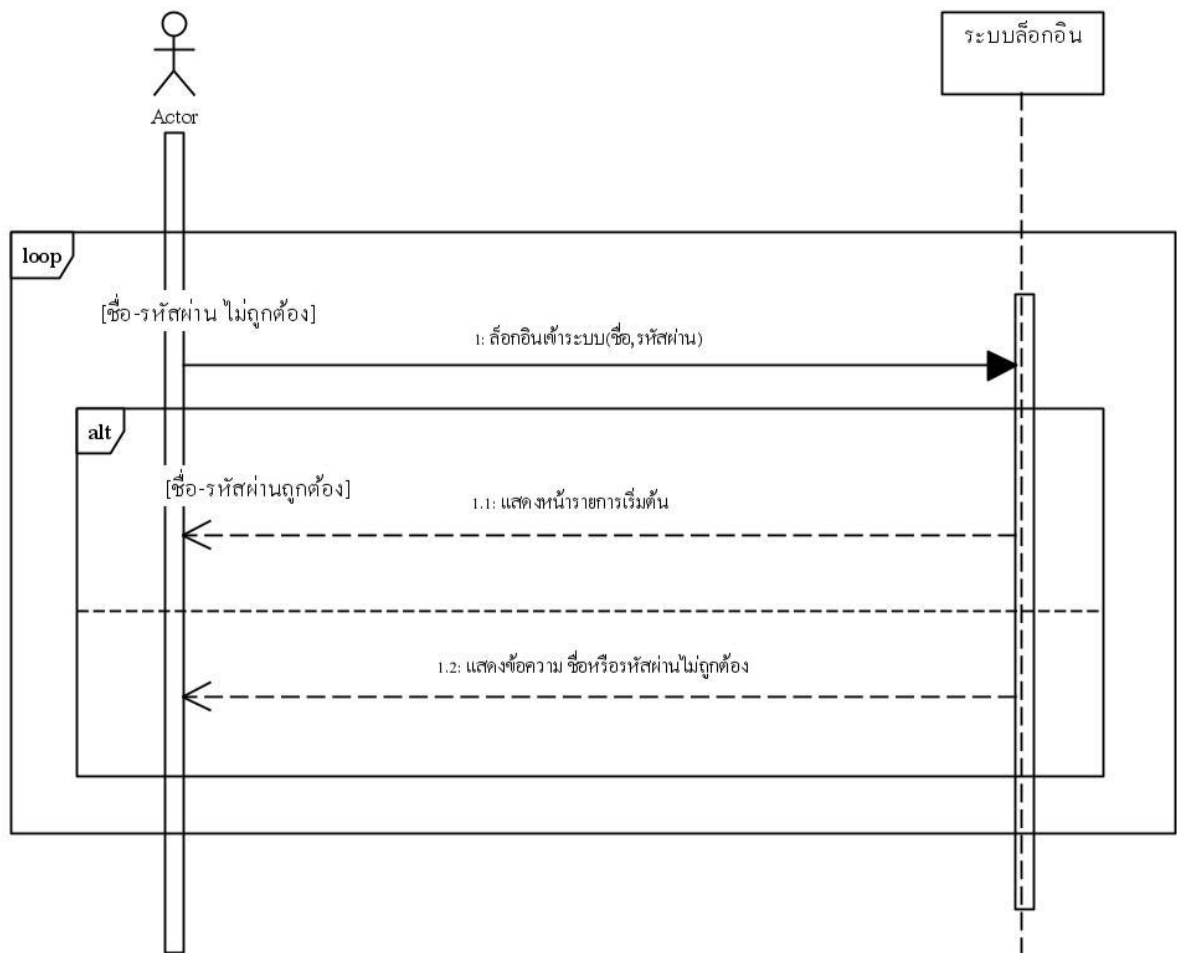 ระบบล็อกอิน
Actor
loop
[ชื่อ-รหัสผ่าน ไม่ถูกต้อง]
1: ล็อกอินเข้าระบบ(ชื่อ,รหัสผ่าน)
alt
[ชื่อ-รหัสผ่านถูกต้อง]
1.1: แสดงหน้ารายการเริ่มต้น
1.2: แสดงข้อความ ชื่อหรือรหัสผ่านไม่ถูกต้อง